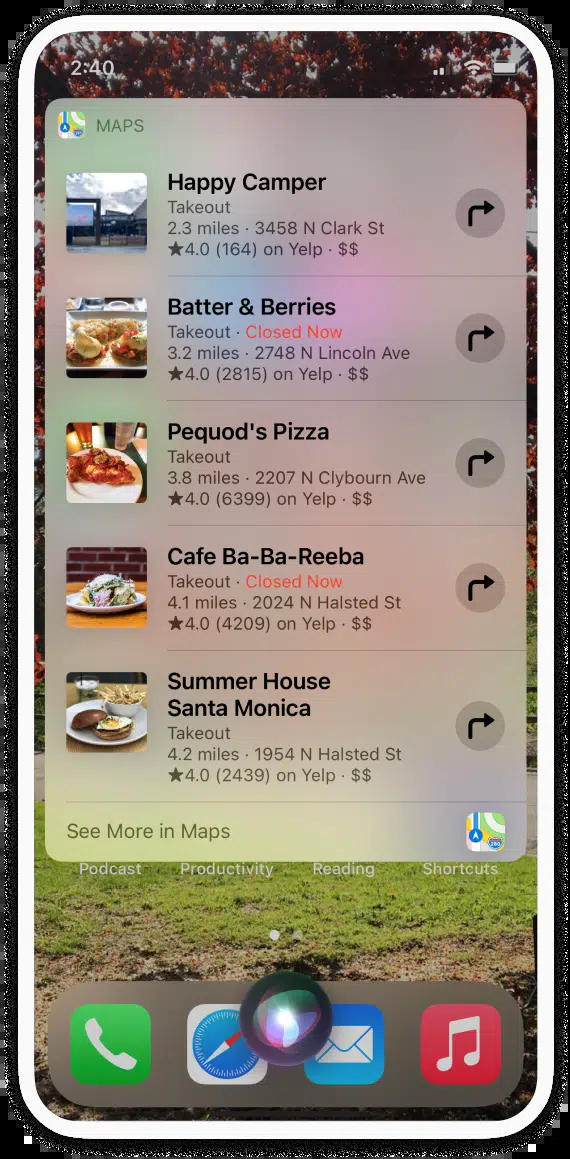 2:40
MAPS
Happy Camper
Takeout
2.3 miles · 3458 N Clark St
★4.0 (164) on Yelp · $$
Batter & Berries
Takeout · Closed Now
3.2 miles · 2748 N Lincoln Ave
★4.0 (2815) on Yelp · $$
Pequod's Pizza
Takeout
3.8 miles · 2207 N Clybourn Ave
★4.0 (6399) on Yelp · $$
Cafe Ba-Ba-Reeba
Takeout · Closed Now
4.1 miles · 2024 N Halsted St
★4.0 (4209) on Yelp · $$
Summer House
Santa Monica
Takeout
4.2 miles · 1954 N Halsted St
★4.0 (2439) on Yelp · $$
See More in Maps
280
Podcast Productivity Reading Shortcuts